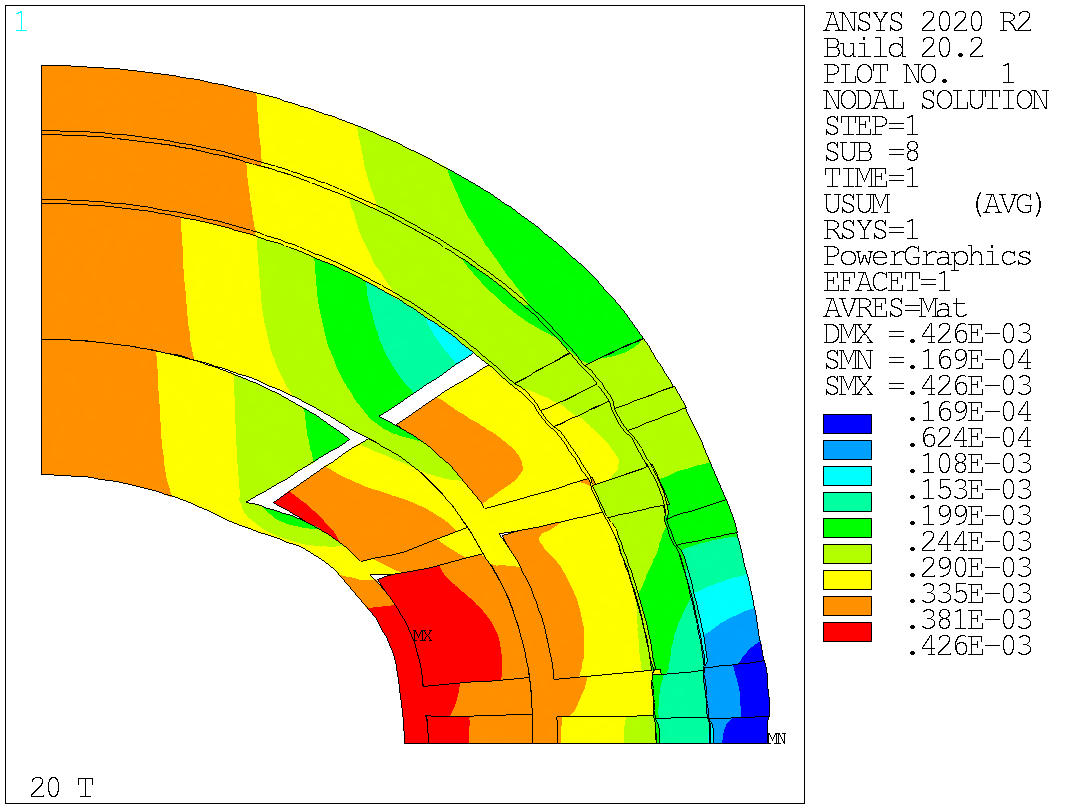 1
ANSYS 2020 R2
Build 20.2
PLOT NO. 1
NODAL SOLUTION
STEP=1
SUB =8
TIME=1
USUM (AVG)
RSYS=1
PowerGraphics
EFACET=1
AVRES=Mat
DMX =.426E-03
SMN =.169E-04
SMX =.426E-03
.169E-04
.624E-04
.108E-03
.153E-03
.199E-03
.244E-03
.290E-03
.335E-03
.381E-03
.426E-03
MX
MN
20 T